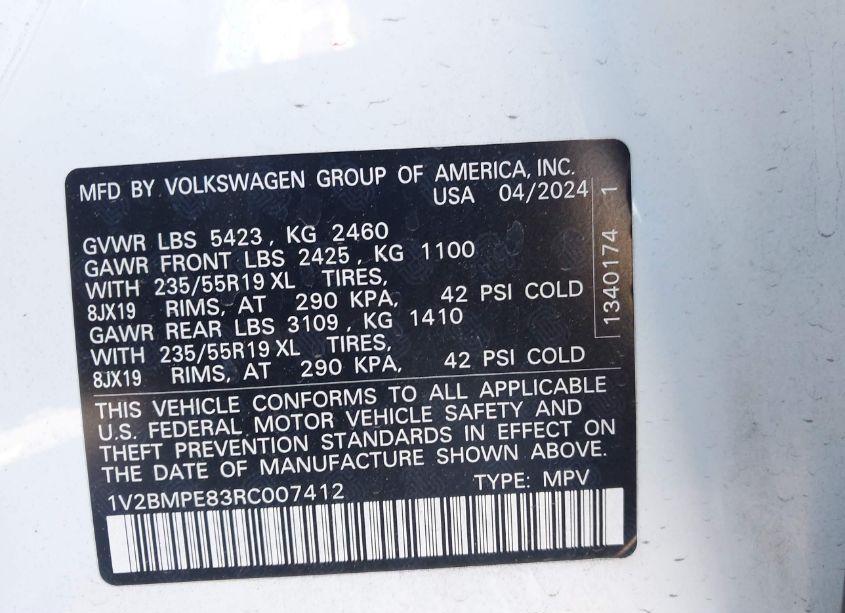 MFD BY VOLKSWAGEN GROUP OF AMERICA, INC.
USA 04/2024
GVWR LBS 5423, KG 2460
GAWR FRONT LBS 2425, KG 1100
WITH 235/55R19 XL TIRES,
8JX19 RIMS, AT 290 KPA, 42 PSI COLD
GAWR REAR LBS 3109, KG 1410
WITH 235/55R19 XL TIRES,
8JX19 RIMS, AT 290 KPA, 42 PSI COLD
1340174 1
THIS VEHICLE CONFORMS TO ALL APPLICABLE
U.S. FEDERAL MOTOR VEHICLE SAFETY AND
THEFT PREVENTION STANDARDS IN EFFECT ON
THE DATE OF MANUFACTURE SHOWN ABOVE.
1V2BMPE83RC007412 TYPE: MPV